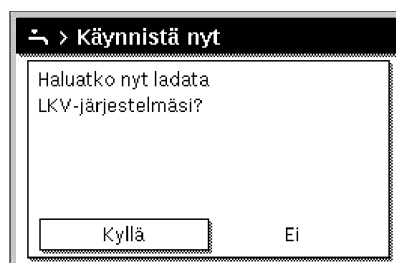 > Käynnistä nyt
Haluatko nyt ladata
LKV-järjestelmäsi?
Kyllä Ei